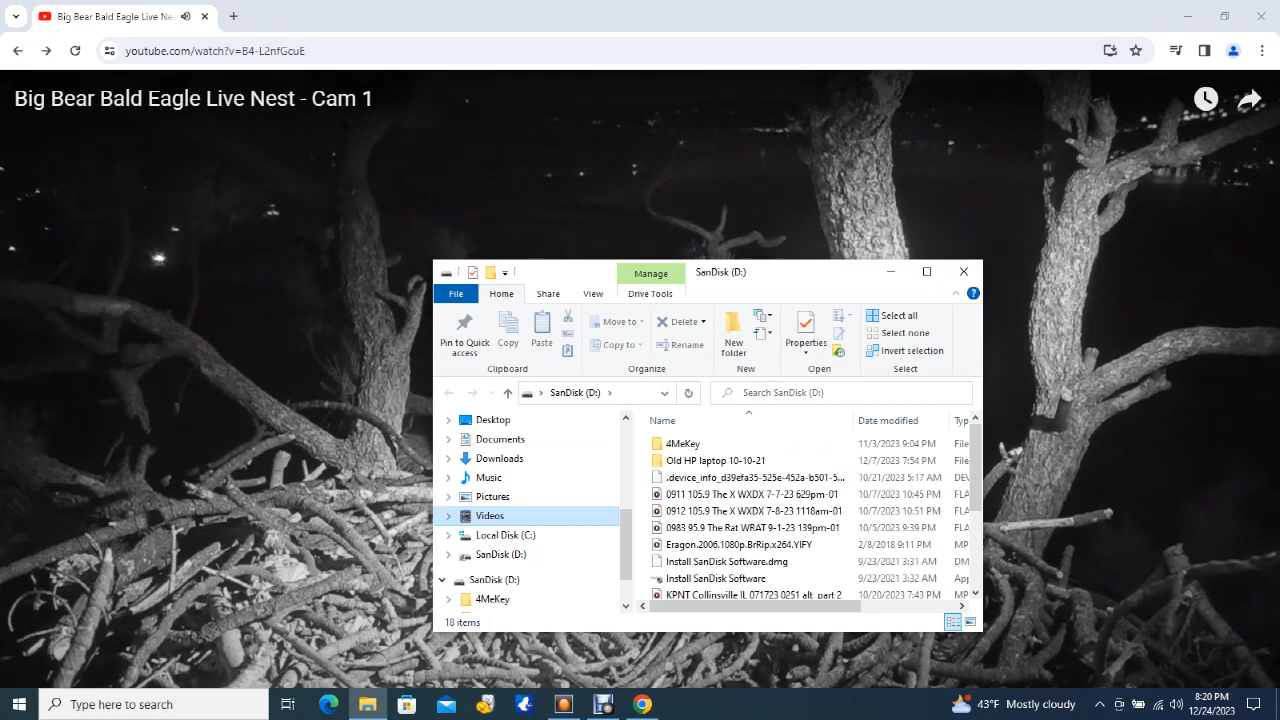 Big Bear Bald Eagle Live Ne
youtube.com/watch?v=B4-L2nfGcuE
Big Bear Bald Eagle Live Nest - Cam 1
Manage
SanDisk (D:)
File
Home
Share
View
Drive Tools
Pin to Quick access
Copy
Paste
Move to
Copy to
Delete
Rename
New folder
Properties
Select all
Select none
Invert selection
Clipboard
Organize
New
Open
Select
SanDisk (D:)
Search SanDisk (D:)
Desktop
Documents
Downloads
Music
Pictures
Videos
Local Disk (C:)
SanDisk (D:)
SanDisk (D:)
4MeKey
Name Date modified Typ
4MeKey 11/3/2023 9:04 PM File
Old HP laptop 10-10-21 12/7/2023 7:54 PM File
.device_info_d39efa35-525e-452a-b501-5... 10/21/2023 5:17 AM DEV
0911 105.9 The X WXDX 7-7-23 629pm-01 10/7/2023 10:45 PM FLA
0912 105.9 The X WXDX 7-8-23 1118am-01 10/7/2023 10:51 PM FLA
0983 95.9 The Rat WRAT 9-1-23 139pm-01 10/5/2023 9:39 PM FLA
Eragon.2006.1080p.BrRip.x264.YIFY 2/8/2018 9:11 PM MP
Install SanDisk Software.dmg 9/23/2021 3:31 AM DM
Install SanDisk Software 9/23/2021 3:32 AM App
KPNT Collinsville IL 071723 0251 alt_part 2 10/20/2023 7:43 PM MP
18 items
Type here to search
43°F Mostly cloudy
8:20 PM
12/24/2023